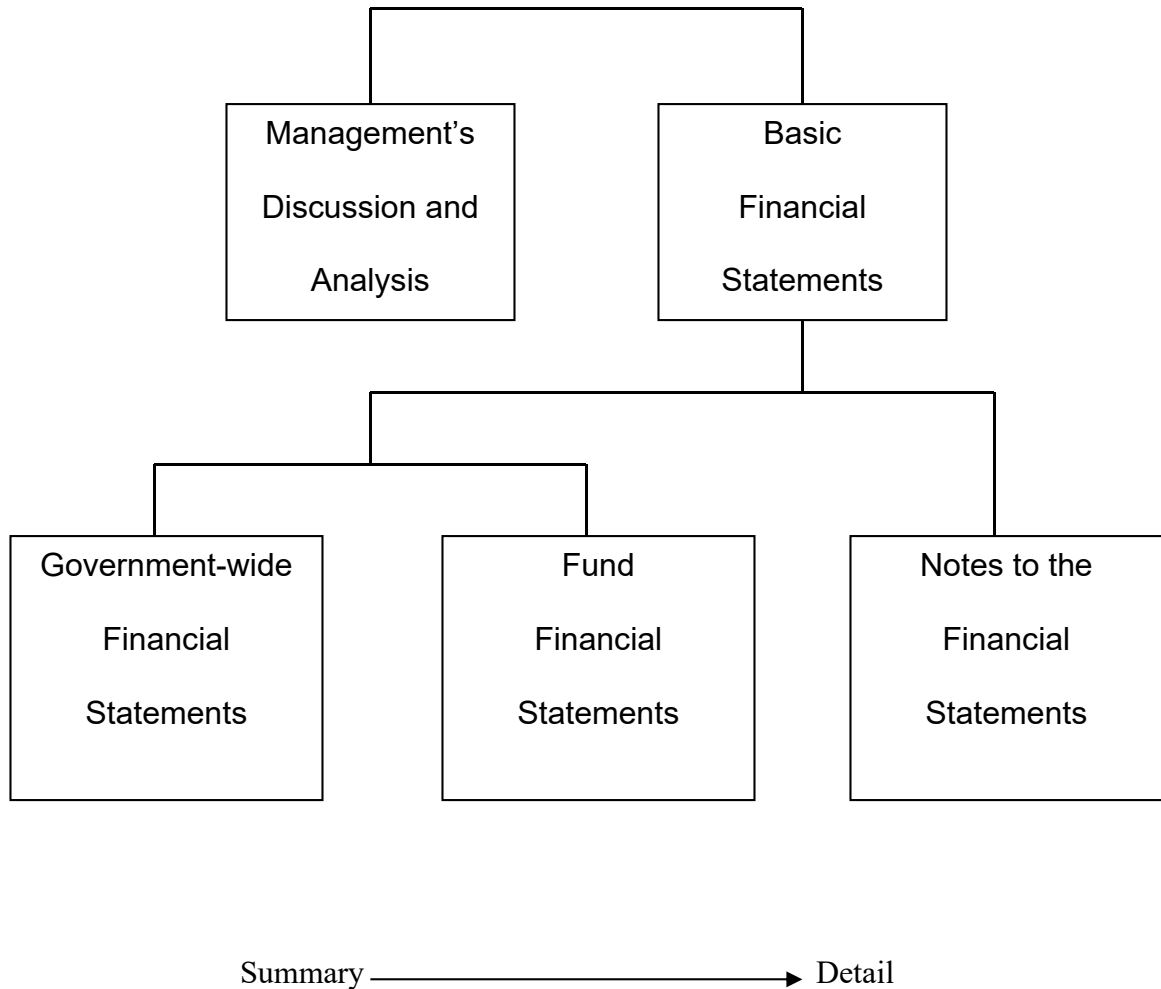 Management’s
Discussion and
Analysis
Basic
Financial
Statements
Government-wide
Financial
Statements
Fund
Financial
Statements
Notes to the
Financial
Statements
Summary
Detail